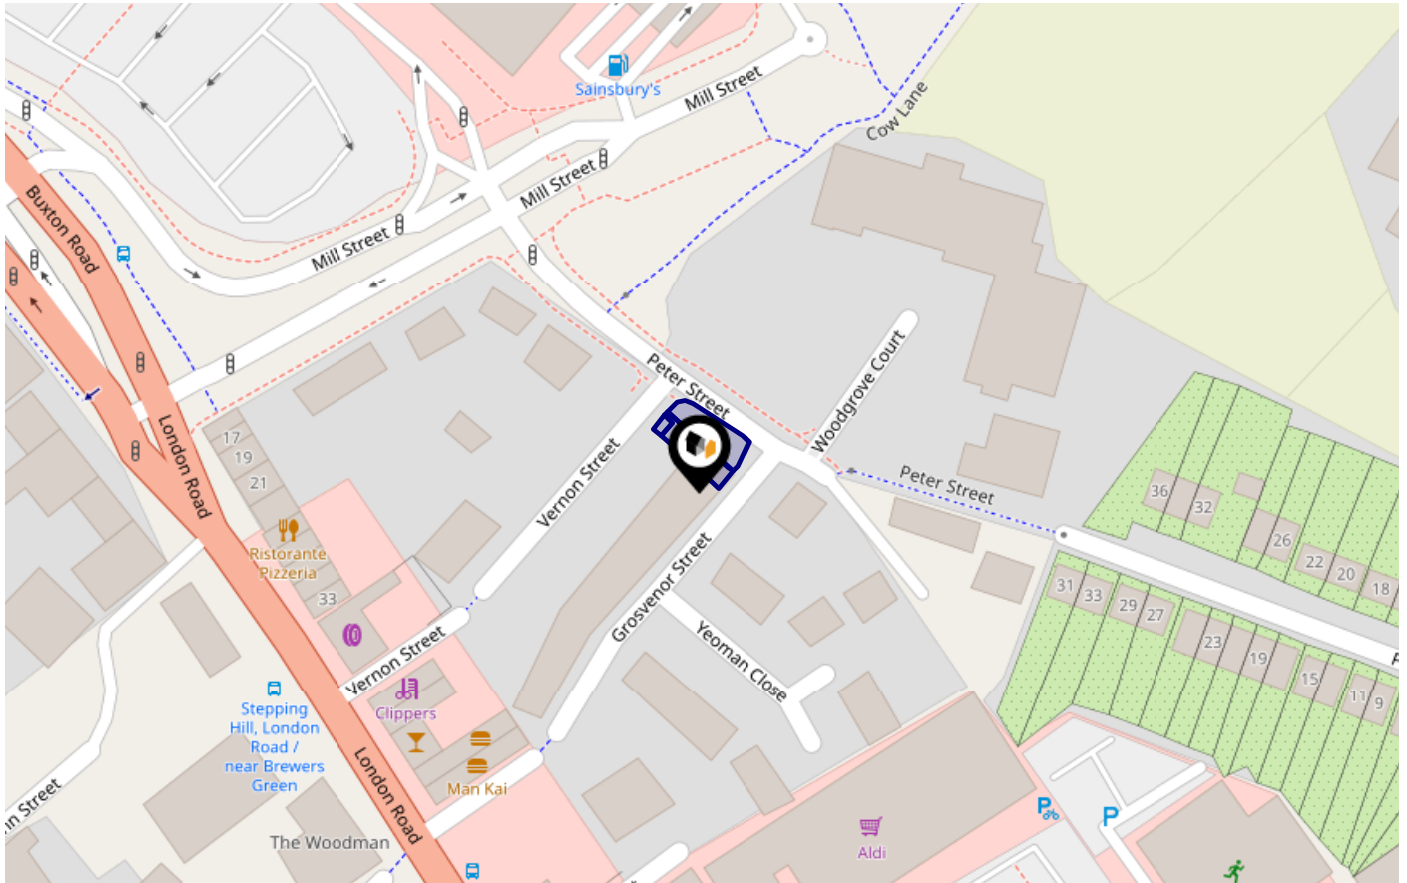 Sainsbury's
Mill Street
Cow Lane
Mill Street
Buxton Road
Mill Street
Peter Street
Woodgrove Court
London Road
17
19
21
Vernon Street
Peter Street
36
32
26
22
20
18
Ristorante
Pizzeria
33
31
33
29
27
23
19
15
11
9
Grosvenor Street
Yeoman Close
Vernon Street
Clippers
Stepping
Hill, London
Road /
near Brewers
Green
Man Kai
London Road
The Woodman
Aldi
P
P